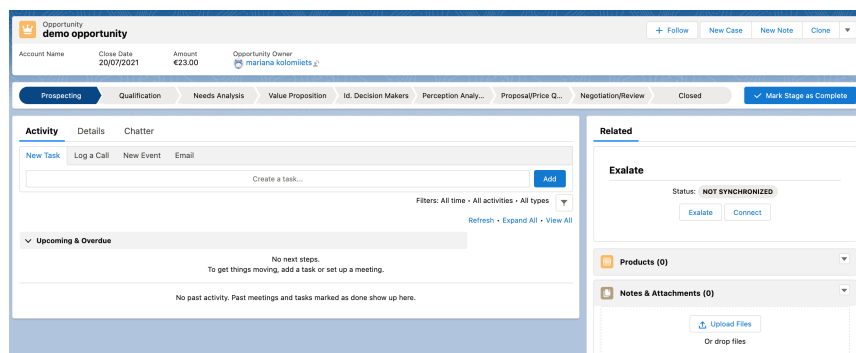 Opportunity
demo opportunity
+ Follow
New Case
New Note
Clone
Account Name
Close Date
Amount
Opportunity Owner
20/07/2021
€23.00
mariana kolomiiets
Prospecting
Qualification
Needs Analysis
Value Proposition
Id. Decision Makers
Perception Analy...
Proposal/Price Q...
Negotiation/Review
Closed
Mark Stage as Complete
Activity
Details
Chatter
New Task
Log a Call
New Event
Email
Create a task...
Add
Filters: All time • All activities • All types
Refresh • Expand All • View All
Upcoming & Overdue
No next steps.
To get things moving, add a task or set up a meeting.
No past activity. Past meetings and tasks marked as done show up here.
Related
Exalate
Status: NOT SYNCHRONIZED
Exalate
Connect
Products (0)
Notes & Attachments (0)
Upload Files
Or drop files